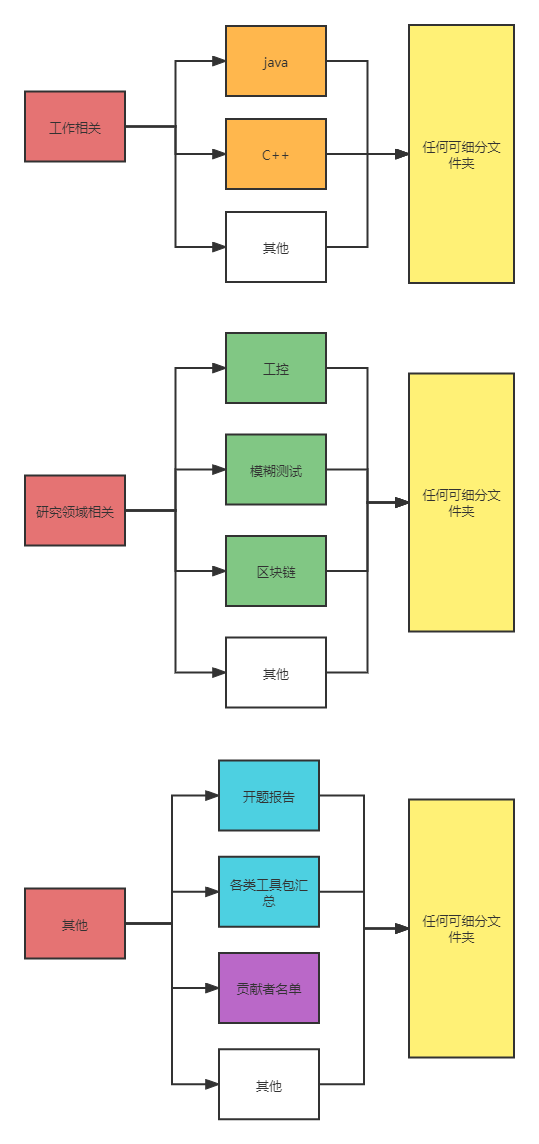 java
工作相关
C++
任何可细分文
件夹
其他
工控
模糊测试
研究领域相关
任何可细分文
件夹
区块链
其他
开题报告
各类工具包汇
总
其他
任何可细分文
件夹
贡献者名单
其他